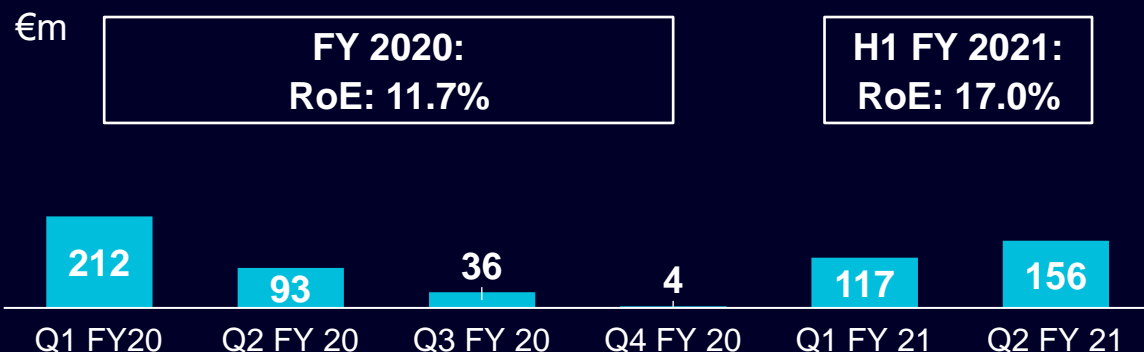 €m
FY 2020:
RoE: 11.7%
H1 FY 2021:
RoE: 17.0%
212
93
36
4
117
156
Q1 FY20
Q2 FY 20
Q3 FY 20
Q4 FY 20
Q1 FY 21
Q2 FY 21